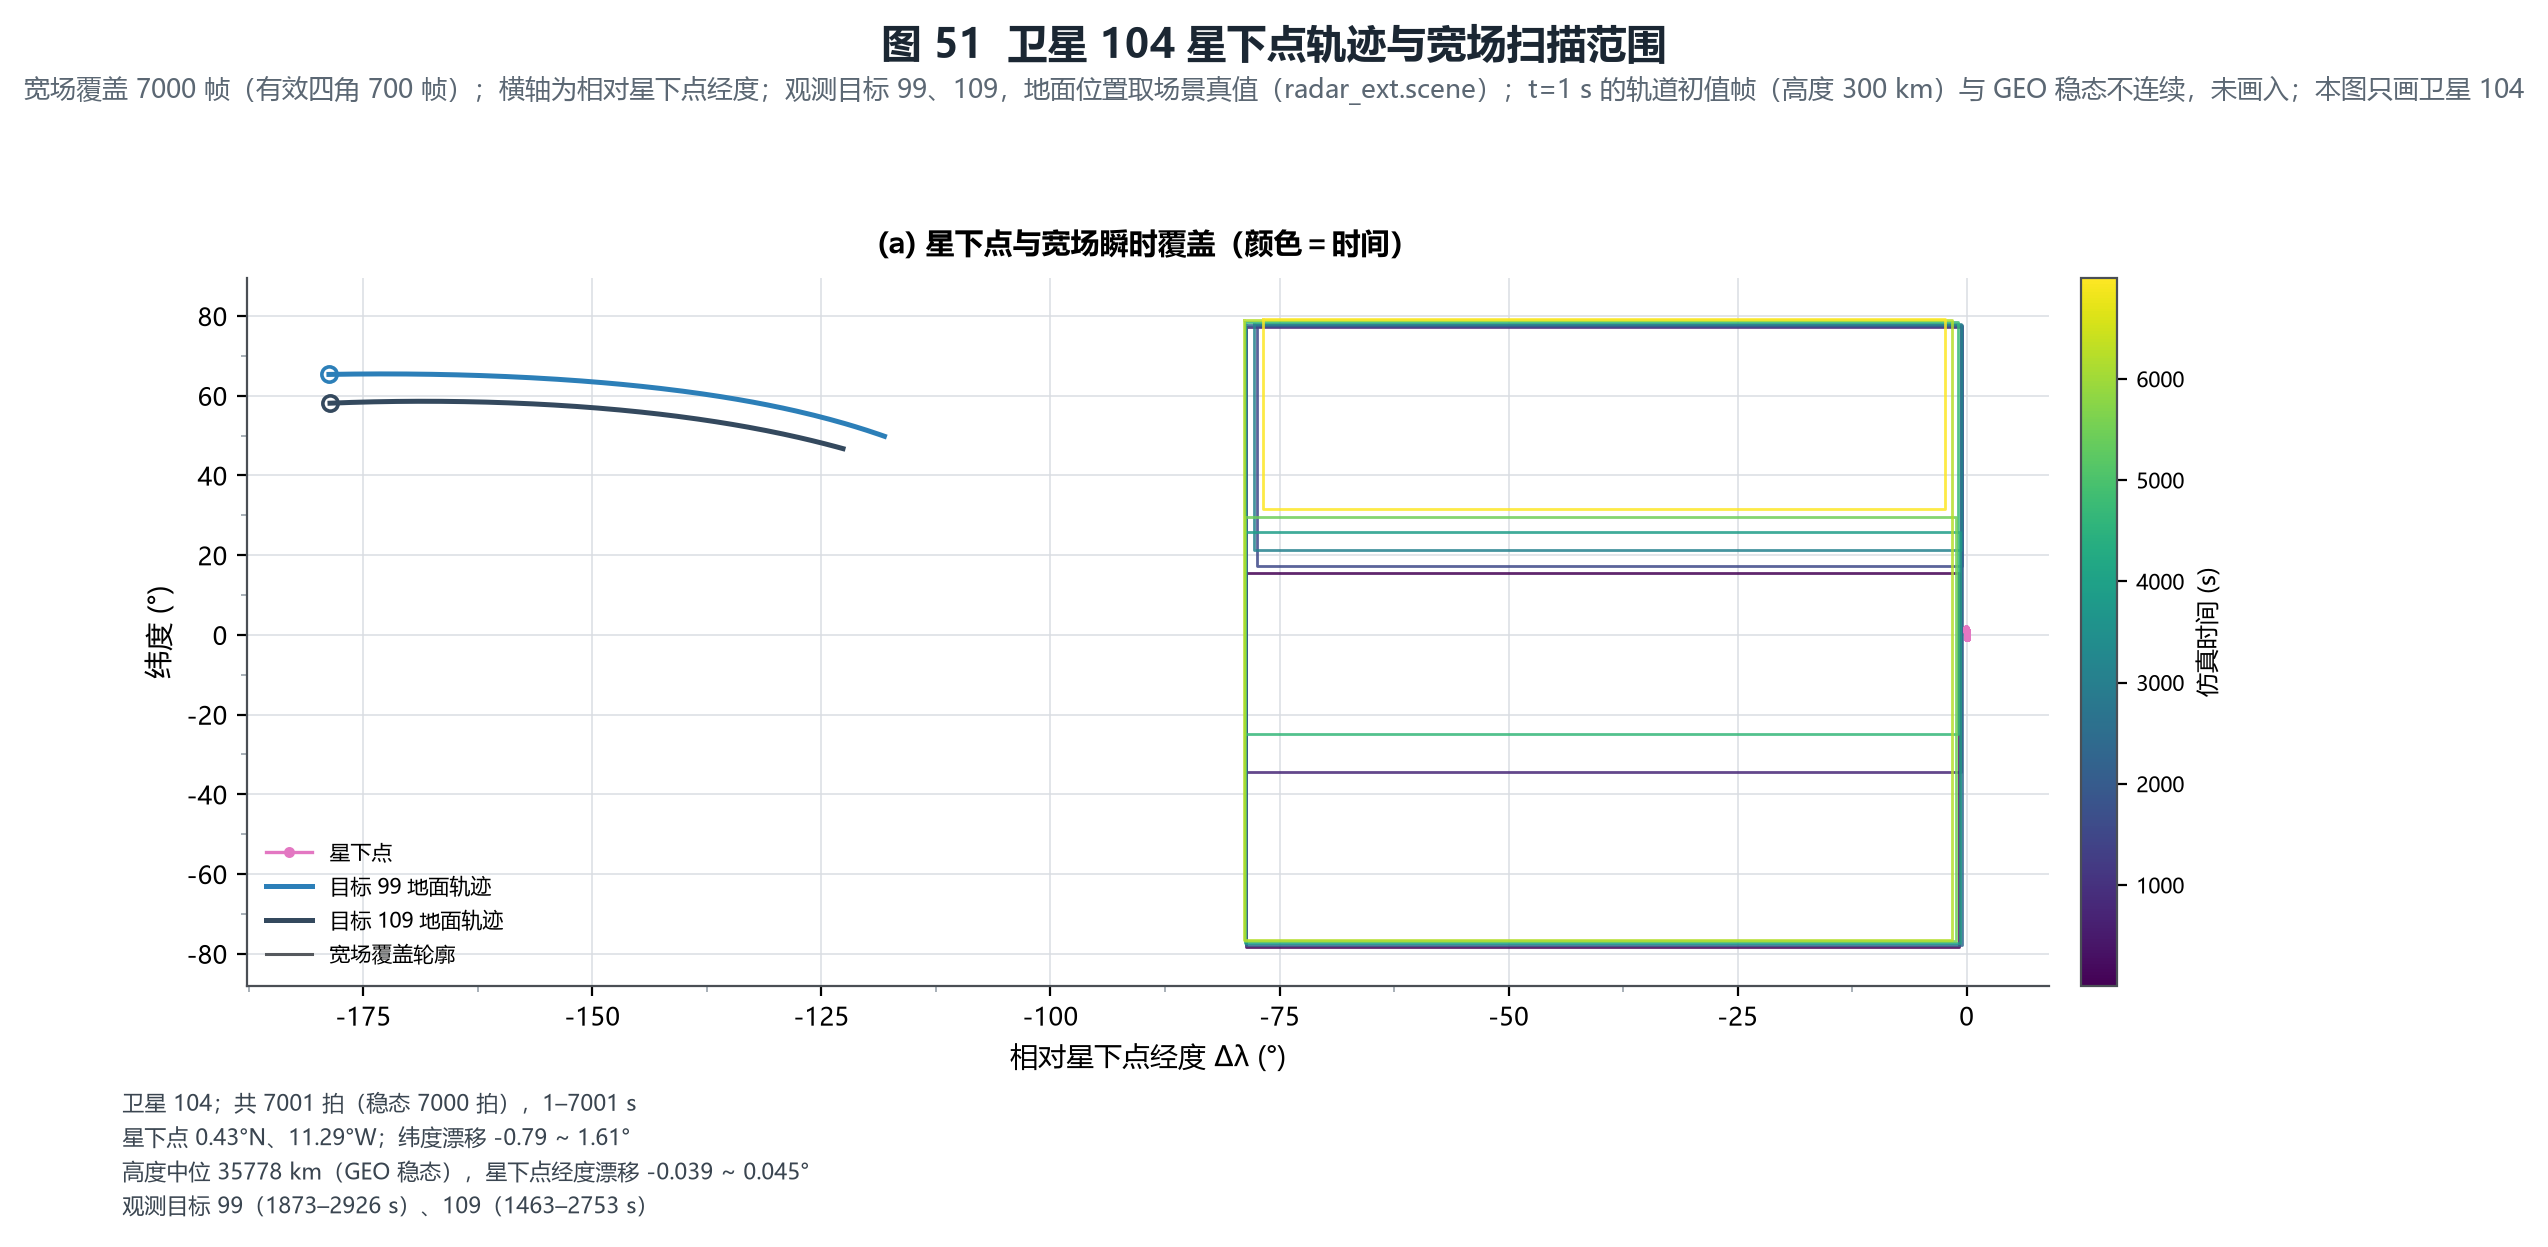 图 51  卫星 104 星下点轨迹与宽场扫描范围
宽场覆盖 7000 帧（有效四角 700 帧）；横轴为相对星下点经度；观测目标 99、109，地面位置取场景真值（radar_ext.scene）；t=1 s 的轨道初值帧（高度 300 km）与 GEO 稳态不连续，未画入；本图只画卫星 104
(a) 星下点与宽场瞬时覆盖（颜色 = 时间）
80
60
40
20
0
-20
-40
-60
-80
纬度 (°)
星下点
目标 99 地面轨迹
目标 109 地面轨迹
宽场覆盖轮廓
-175
-150
-125
-100
-75
-50
-25
0
相对星下点经度 Δλ (°)
6000
5000
4000
3000
2000
1000
仿真时间 (s)
卫星 104；共 7001 拍（稳态 7000 拍），1–7001 s
星下点 0.43°N、11.29°W；纬度漂移 -0.79 ~ 1.61°
高度中位 35778 km（GEO 稳态），星下点经度漂移 -0.039 ~ 0.045°
观测目标 99（1873–2926 s）、109（1463–2753 s）